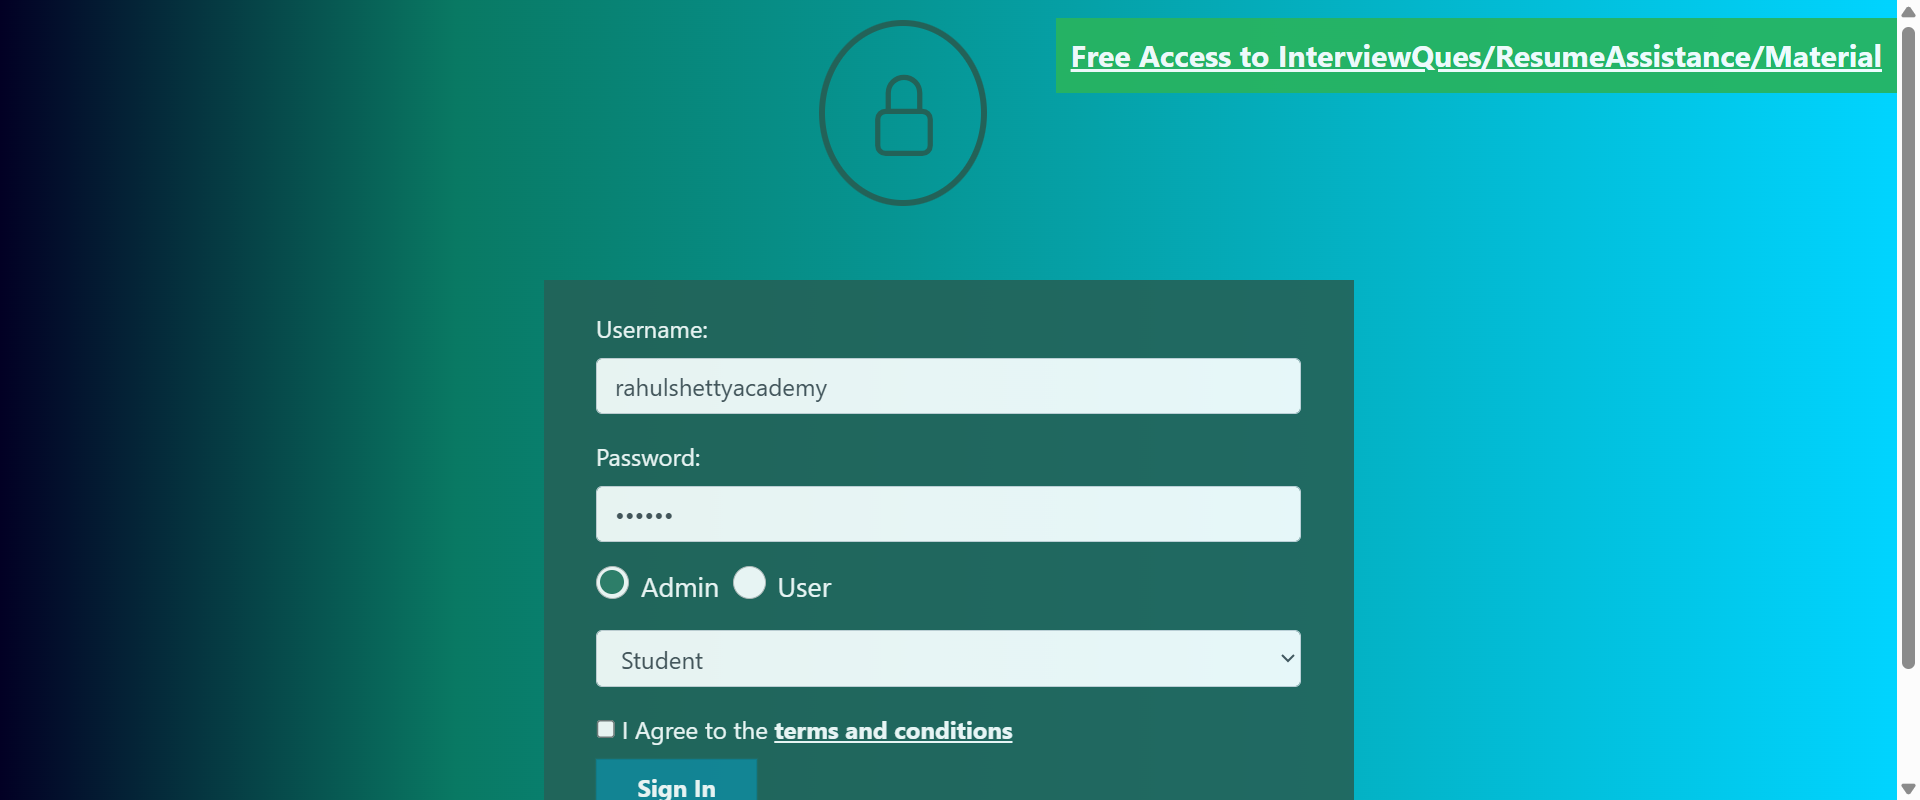 Free Access to InterviewQues/ResumeAssistance/Material
Username:
rahulshettyacademy
Password:
••••••
Admin User
Student
I Agree to the terms and conditions
Sign In